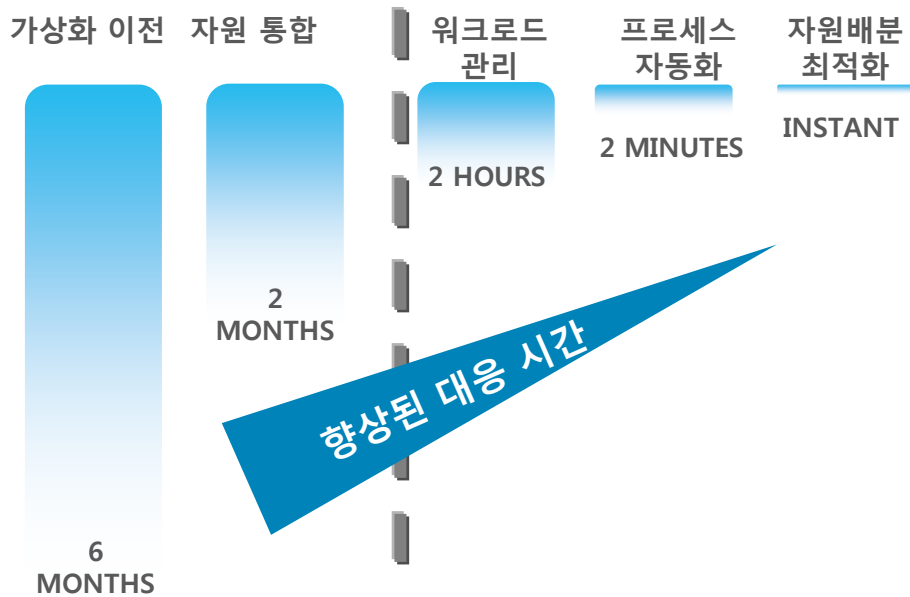 가상화 이전
자원 통합
워크로드
관리
프로세스
자동화
자원배분
최적화
INSTANT
2 MINUTES
2 HOURS
2
MONTHS
향상된 대응 시간
6
MONTHS